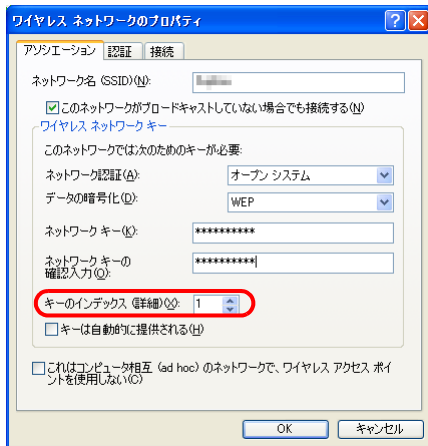 ワイヤレス ネットワークのプロパティ
アソシエーション 認証 接続
ネットワーク名 (SSID)(N):
このネットワークがブロードキャストしていない場合でも接続する(N)
ワイヤレス ネットワーク キー
このネットワークでは次のためのキーが必要:
ネットワーク認証(A): オープン システム
データの暗号化(D): WEP
ネットワーク キー(K): **********
ネットワーク キーの
確認入力(O): **********
キーのインデックス (詳細)(X): 1
キーは自動的に提供される(H)
これはコンピュータ相互 (ad hoc) のネットワークで、ワイヤレス アクセス ポイ
ントを使用しない(C)
OK キャンセル